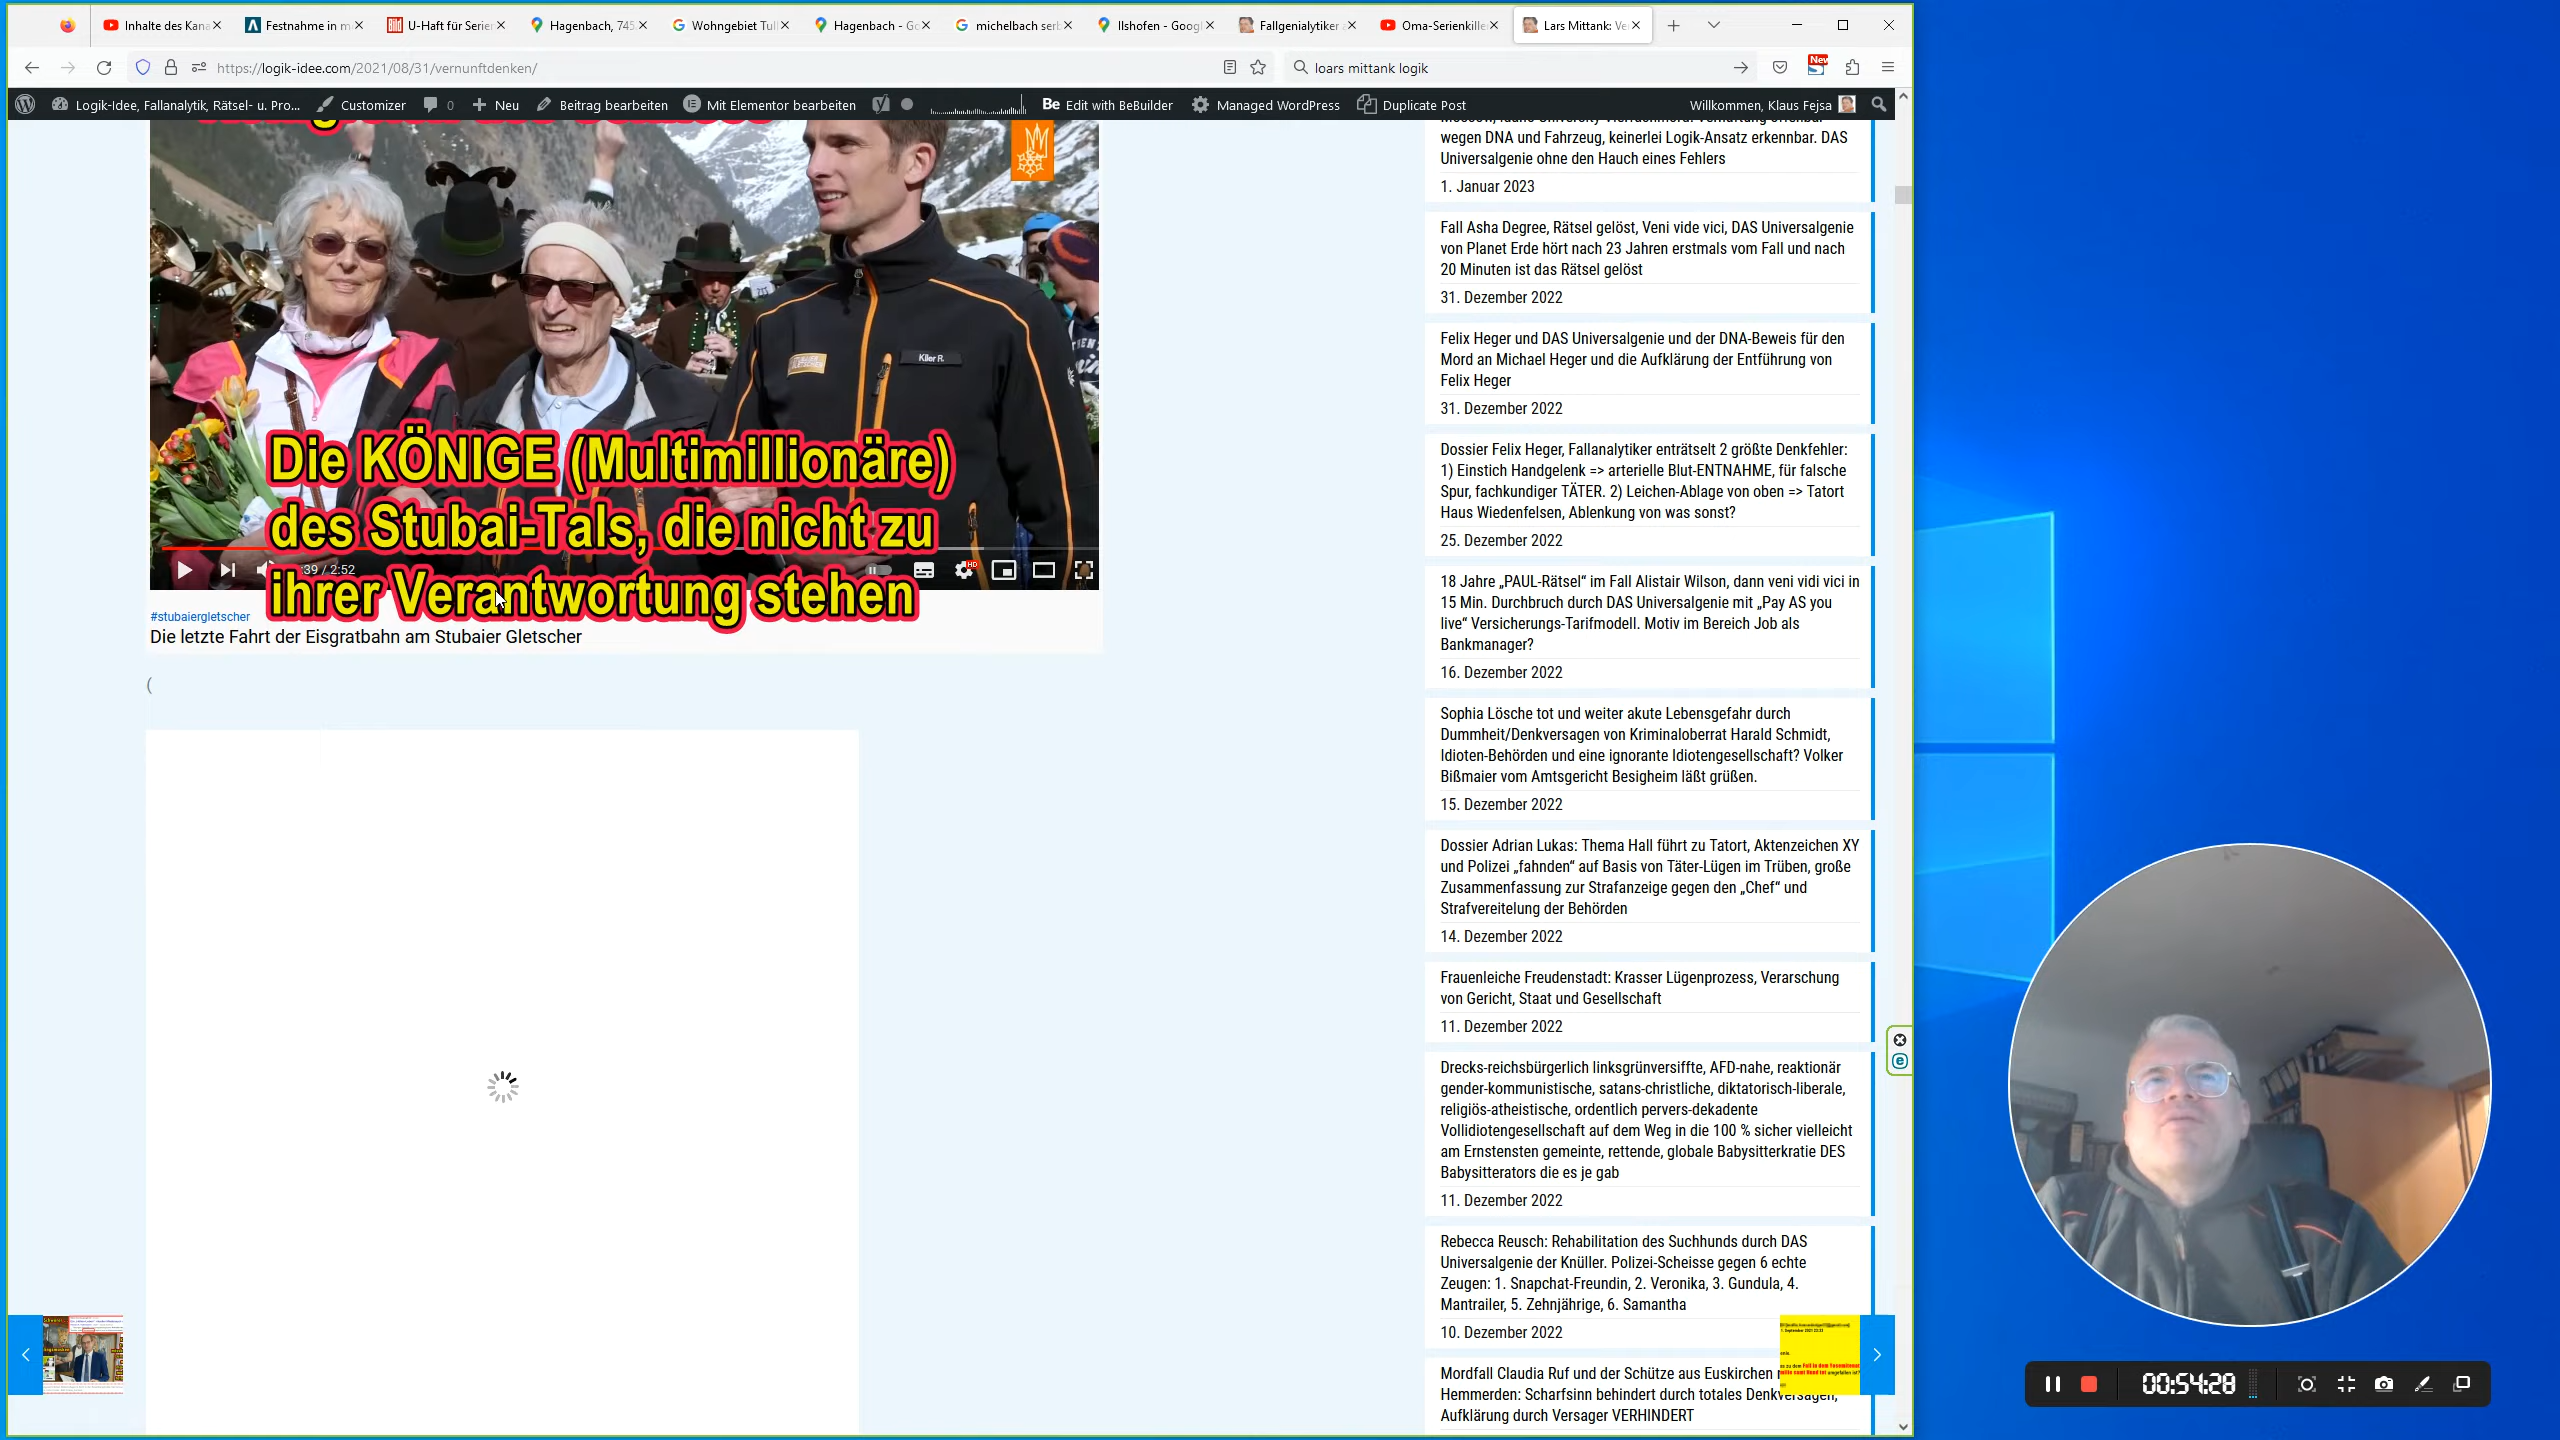 Inhalte des Kana
Festnahme in m
U-Haft für Serien
Hagenbach, 745
Wohngebiet Tull
Hagenbach - Go
michelbach serb
Ilshofen - Googl
Fallgenialytiker a
Oma-Serienkille
Lars Mittank: Ve
https://logik-idee.com/2021/08/31/vernunftdenken/
loars mittank logik
New
Logik-Idee, Fallanalytik, Rätsel- u. Pro...
Customizer
0
Neu
Beitrag bearbeiten
Mit Elementor bearbeiten
Edit with BeBuilder
Managed WordPress
Duplicate Post
Willkommen, Klaus Fejsa
Kller R.
Die KÖNIGE (Multimillionäre)
des Stubai-Tals, die nicht zu
ihrer Verantwortung stehen
:39 / 2:52
HD
#stubaiergletscher
Die letzte Fahrt der Eisgratbahn am Stubaier Gletscher
(
wegen DNA und Fahrzeug, keinerlei Logik-Ansatz erkennbar. DAS
Universalgenie ohne den Hauch eines Fehlers
1. Januar 2023
Fall Asha Degree, Rätsel gelöst, Veni vide vici, DAS Universalgenie
von Planet Erde hört nach 23 Jahren erstmals vom Fall und nach
20 Minuten ist das Rätsel gelöst
31. Dezember 2022
Felix Heger und DAS Universalgenie und der DNA-Beweis für den
Mord an Michael Heger und die Aufklärung der Entführung von
Felix Heger
31. Dezember 2022
Dossier Felix Heger, Fallanalytiker enträtselt 2 größte Denkfehler:
1) Einstich Handgelenk => arterielle Blut-ENTNAHME, für falsche
Spur, fachkundiger TÄTER. 2) Leichen-Ablage von oben => Tatort
Haus Wiedenfelsen, Ablenkung von was sonst?
25. Dezember 2022
18 Jahre „PAUL-Rätsel“ im Fall Alistair Wilson, dann veni vidi vici in
15 Min. Durchbruch durch DAS Universalgenie mit „Pay AS you
live“ Versicherungs-Tarifmodell. Motiv im Bereich Job als
Bankmanager?
16. Dezember 2022
Sophia Lösche tot und weiter akute Lebensgefahr durch
Dummheit/Denkversagen von Kriminaloberrat Harald Schmidt,
Idioten-Behörden und eine ignorante Idiotengesellschaft? Volker
Bißmaier vom Amtsgericht Besigheim läßt grüßen.
15. Dezember 2022
Dossier Adrian Lukas: Thema Hall führt zu Tatort, Aktenzeichen XY
und Polizei „fahnden“ auf Basis von Täter-Lügen im Trüben, große
Zusammenfassung zur Strafanzeige gegen den „Chef“ und
Strafvereitelung der Behörden
14. Dezember 2022
Frauenleiche Freudenstadt: Krasser Lügenprozess, Verarschung
von Gericht, Staat und Gesellschaft
11. Dezember 2022
Drecks-reichsbürgerlich linksgrünversiffte, AFD-nahe, reaktionär
gender-kommunistische, satans-christliche, diktatorisch-liberale,
religiös-atheistische, ordentlich pervers-dekadente
Vollidiotengesellschaft auf dem Weg in die 100 % sicher vielleicht
am Ernstensten gemeinte, rettende, globale Babysitterkratie DES
Babysitterators die es je gab
11. Dezember 2022
Rebecca Reusch: Rehabilitation des Suchhunds durch DAS
Universalgenie der Knüller. Polizei-Scheisse gegen 6 echte
Zeugen: 1. Snapchat-Freundin, 2. Veronika, 3. Gundula, 4.
Mantrailer, 5. Zehnjährige, 6. Samantha
10. Dezember 2022
Mordfall Claudia Ruf und der Schütze aus Euskirchen
Hemmerden: Scharfsinn behindert durch totales Denkversagen,
Aufklärung durch Versager VERHINDERT
00:54:28